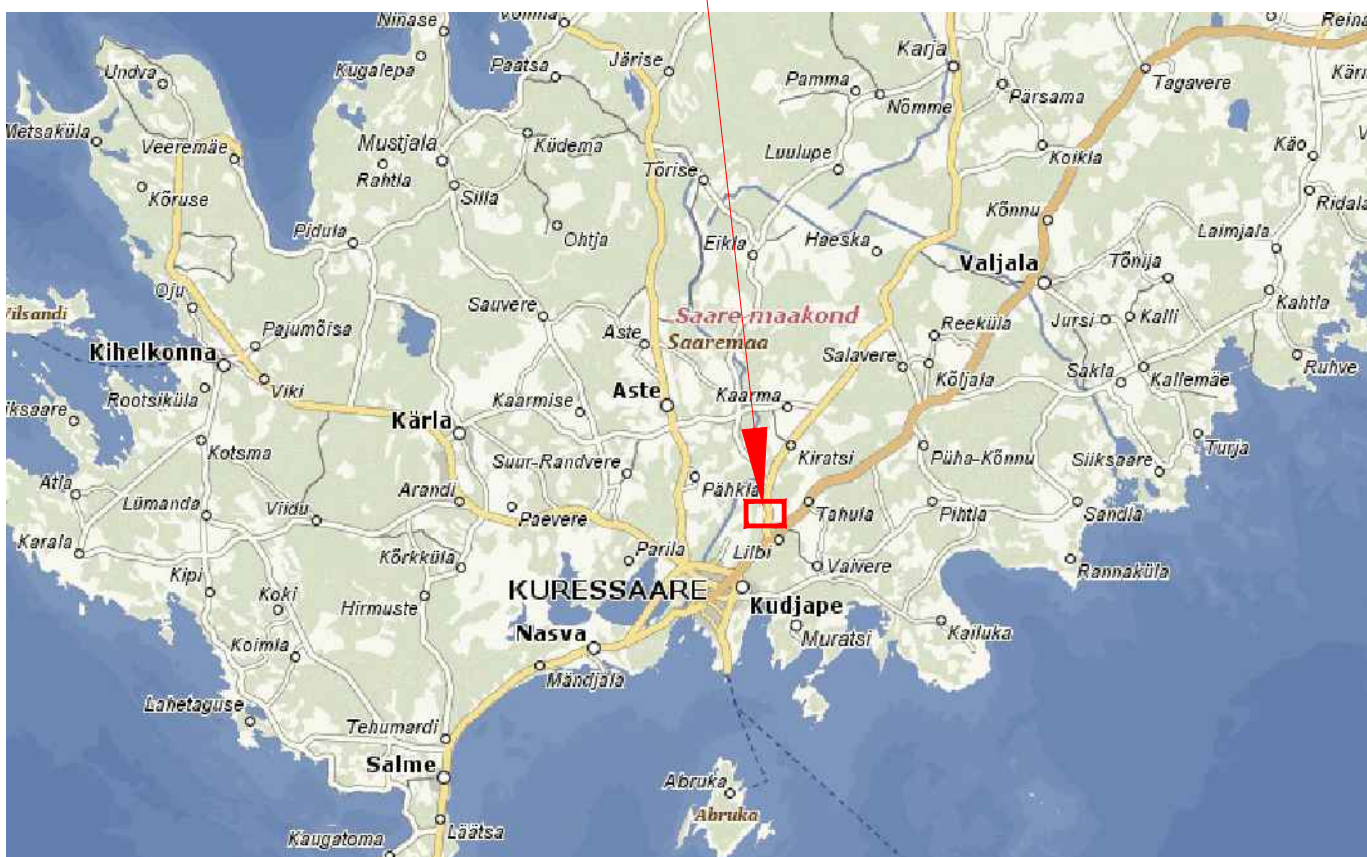 Ninase
Undva
Kugalepa
Paatsa
Järise
Karja
Pamma
Nõmme
Pärsama
Tagavere
Metsaküla
Veeremäe
Mustjala
Rahtla
Küdema
Luulupe
Koikla
Käo
Kõruse
Silla
Tõrise
Kõnnu
Ridala
Pidula
Ohtja
Eikla
Haeska
Laimjala
Valjala
Tõnija
Oju
Sauvere
Saare maakond
Vilsandi
Pajumõisa
Aste
Saaremaa
Reeküla
Jursi
Kalli
Kahtla
Kihelkonna
Salavere
Kõljala
Sakla
Kallemäe
Ruhve
Viki
Rootsiküla
Kaarmise
Aste
Kaarma
Kärla
Kotsma
Kiratsi
Püha-Kõnnu
Turja
Suur-Randvere
Siiksaare
Atla
Arandi
Pähkla
Lümanda
Viidu
Paevere
Tahula
Pihtla
Sandla
Karala
Kõrkküla
Parila
Lilbi
Vaivere
Rannaküla
Kipi
Koki
Hirmuste
KURESSAARE
Kudjape
Koimla
Nasva
Muratsi
Kailuka
Mändjala
Lahetaguse
Tehumardi
Salme
Abruka
Abruka
Kaugatoma
Läätsa